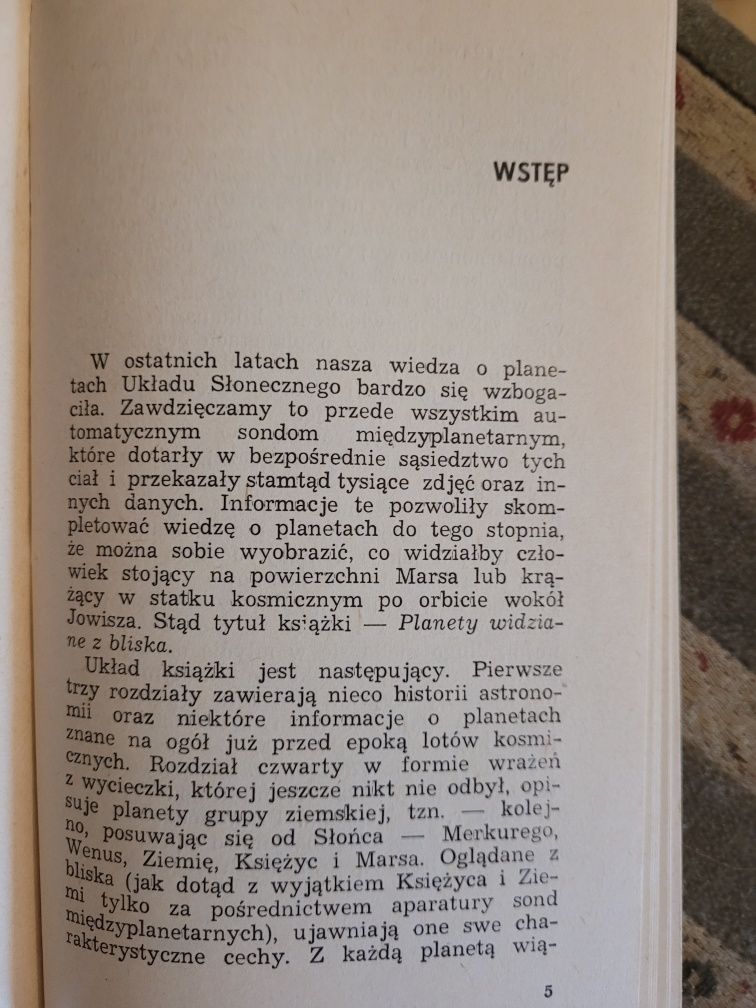 WSTĘP
W ostatnich latach nasza wiedza o plane-
tach Układu Słonecznego bardzo się wzboga-
ciła. Zawdzięczamy to przede wszystkim au-
tomatycznym sondom międzyplanetarnym,
które dotarły w bezpośrednie sąsiedztwo tych
ciał i przekazały stamtąd tysiące zdjęć oraz in-
nych danych. Informacje te pozwoliły skom-
pletować wiedzę o planetach do tego stopnia,
że można sobie wyobrazić, co widziałby czło-
wiek stojący na powierzchni Marsa lub krą-
żący w statku kosmicznym po orbicie wokół
Jowisza. Stąd tytuł książki — Planety widzia-
ne z bliska.
Układ książki jest następujący. Pierwsze
trzy rozdziały zawierają nieco historii astrono-
mii oraz niektóre informacje o planetach
znane na ogół już przed epoką lotów kosmi-
cznych. Rozdział czwarty w formie wrażeń
z wycieczki, której jeszcze nikt nie odbył, opi-
suje planety grupy ziemskiej, tzn. — kolej-
no, posuwając się od Słońca — Merkurego,
Wenus, Ziemię, Księżyc i Marsa. Oglądane z
bliska (jak dotąd z wyjątkiem Księżyca i Zie-
mi tylko za pośrednictwem aparatury sond
międzyplanetarnych), ujawniają one swe cha-
rakterystyczne cechy. Z każdą planetą wią-
5